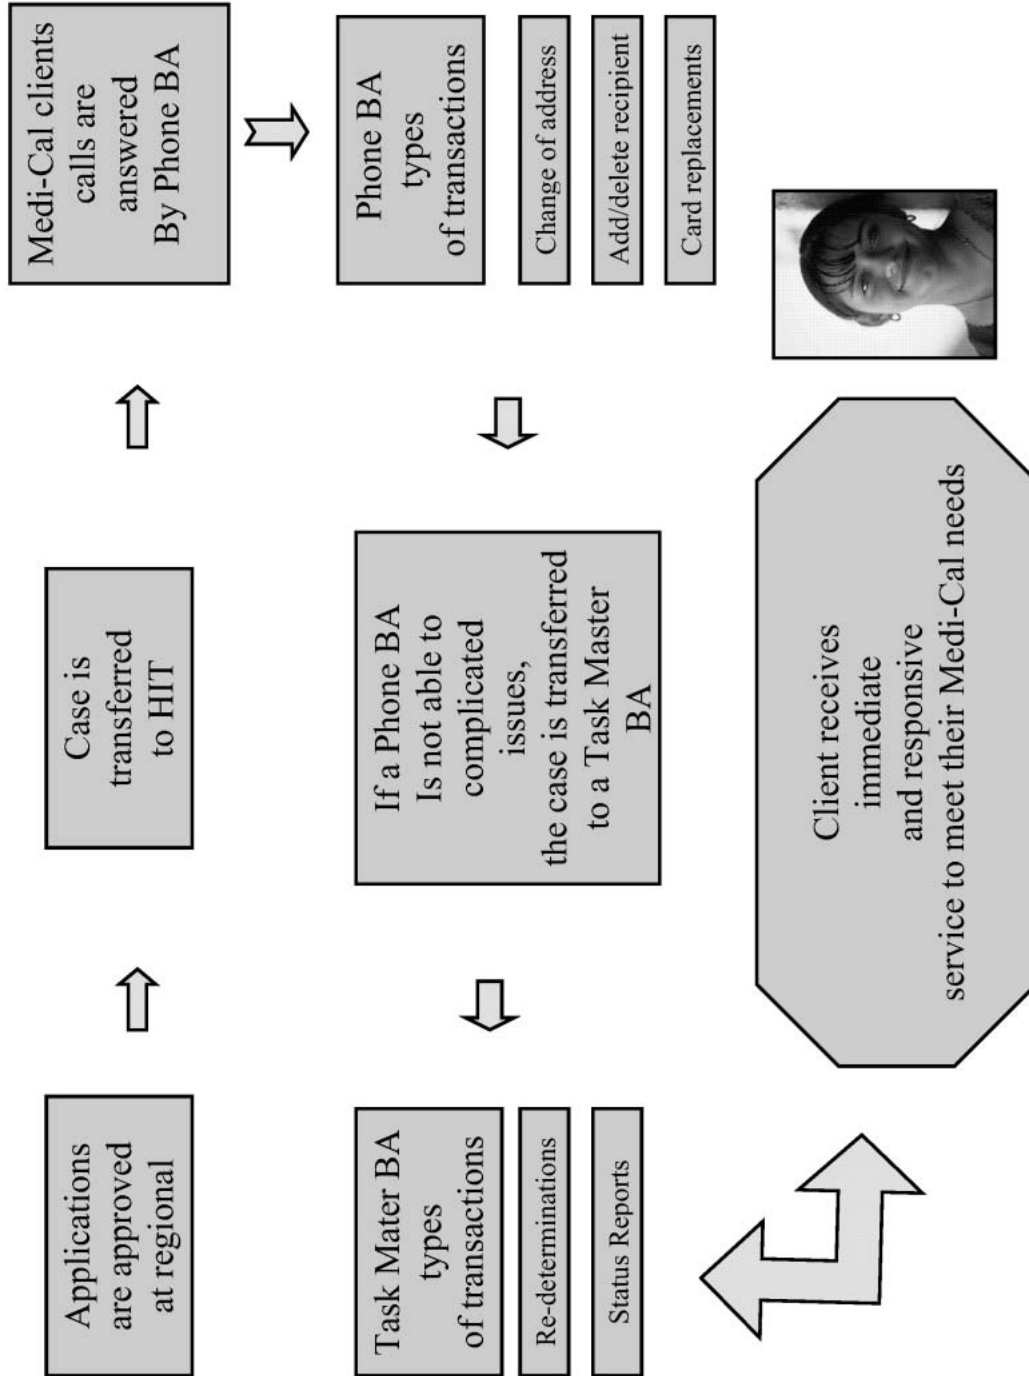 Applications
are approved
at regional
Case is
transferred
to HIT
Medi-Cal clients
calls are
answered
By Phone BA
Phone BA
types
of transactions
Change of address
Add/delete recipient
Card replacements
If a Phone BA
Is not able to
complicated
issues,
the case is transferred
to a Task Master
BA
Task Mater BA
types
of transactions
Re-determinations
Status Reports
Client receives
immediate
and responsive
service to meet their Medi-Cal needs